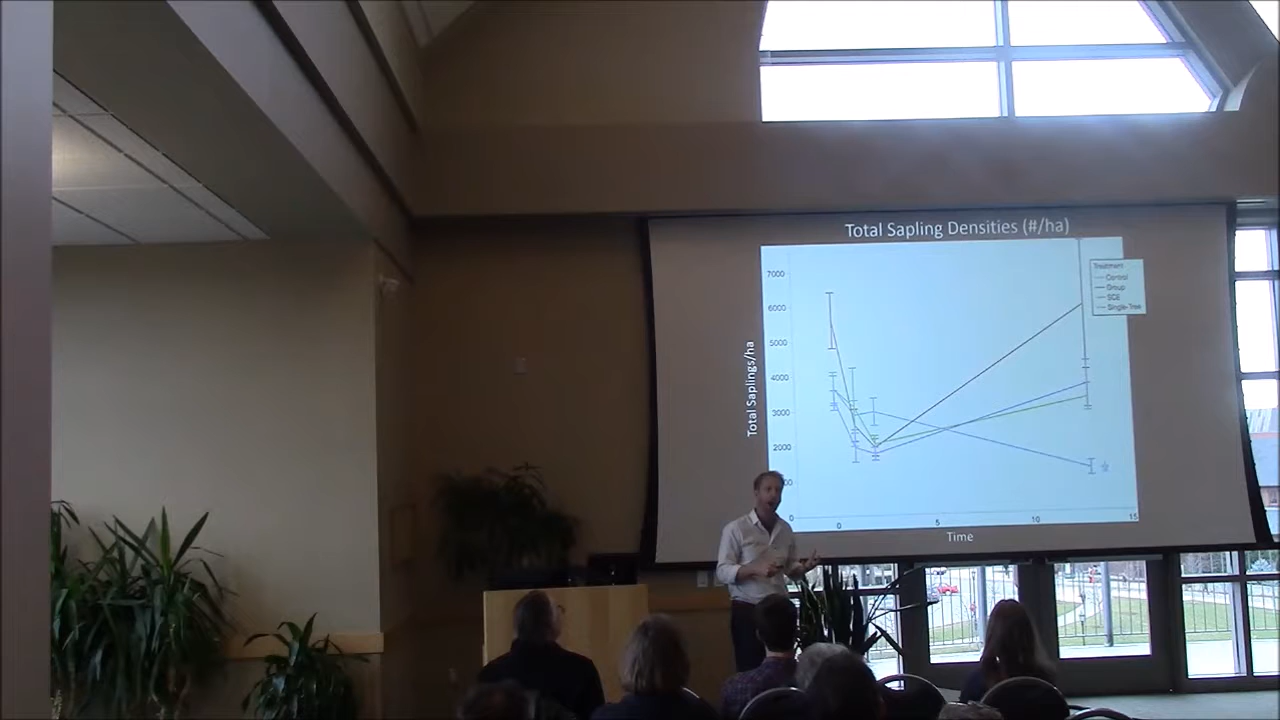 Total Sapling Densities (#/ha)
Treatment
Control
Group
SCE
Single-Tree
7000
6000
5000
4000
3000
2000
0
Total Saplings/ha
0 5 10 15
Time